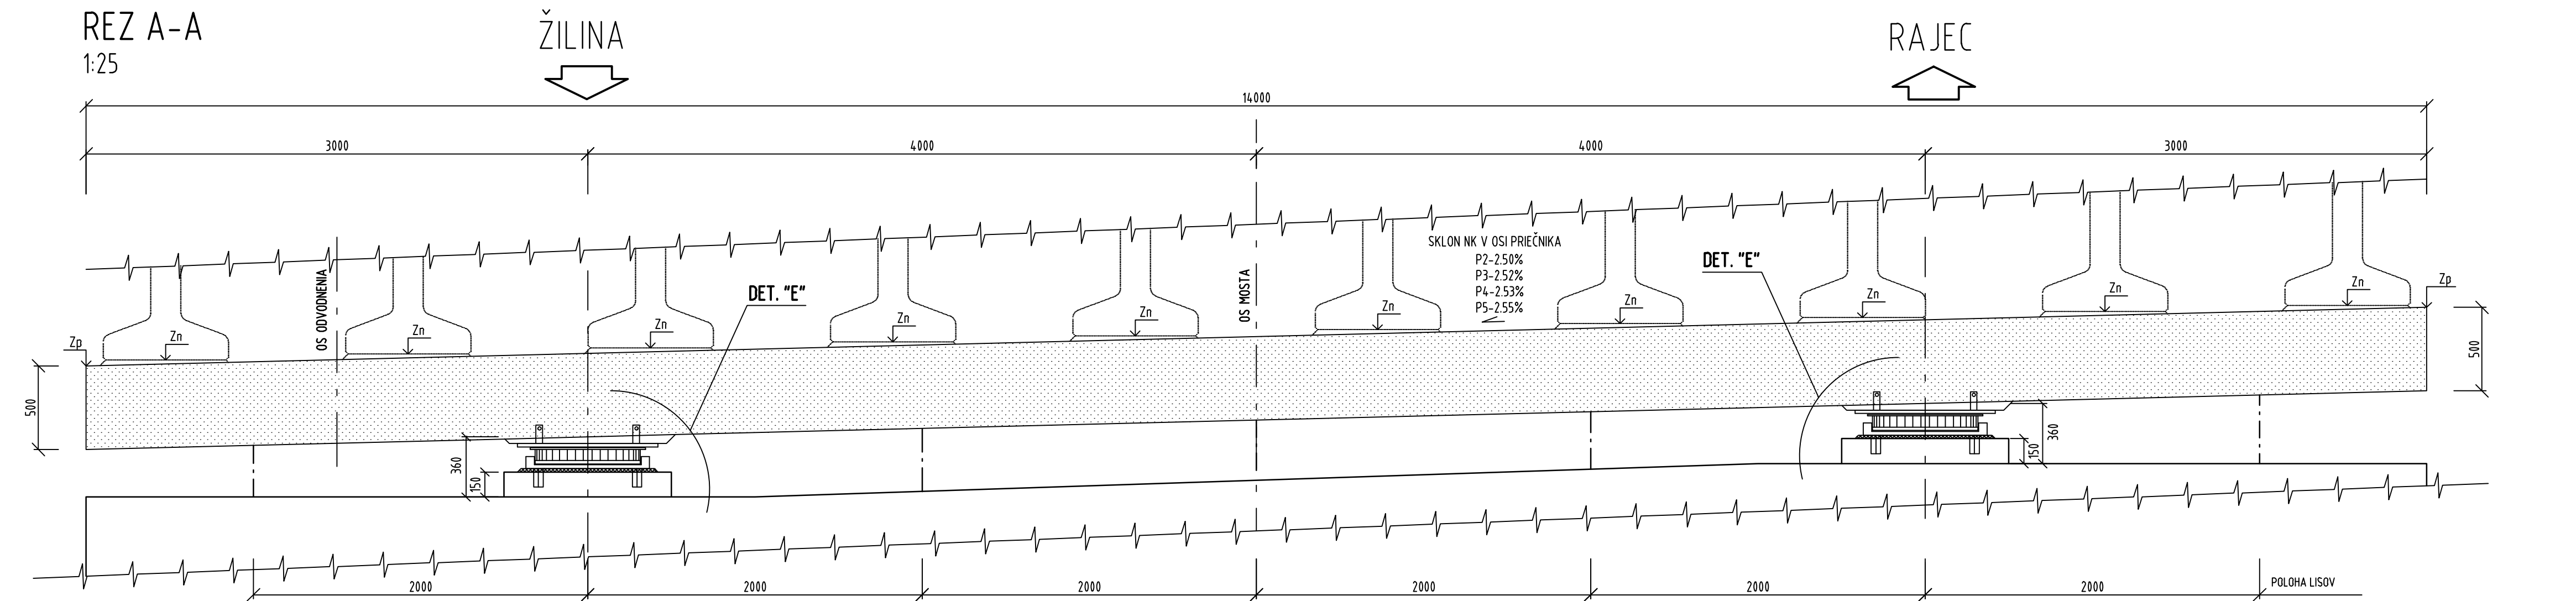 REZ A-A
1:25
ŽILINA
RAJEC
14000
3000
4000
4000
3000
SKLON NK V OSI PRIEČNIKA
P2-2.50%
P3-2.52%
P4-2.53%
P5-2.55%
DET. "E"
DET. "E"
OS ODVODNENIA
OS MOSTA
Zp
Zn
Zn
Zn
Zn
Zn
Zn
Zn
Zn
Zn
Zn
Zp
500
500
360
150
360
150
2000
2000
2000
2000
2000
2000
POLOHA LISOV